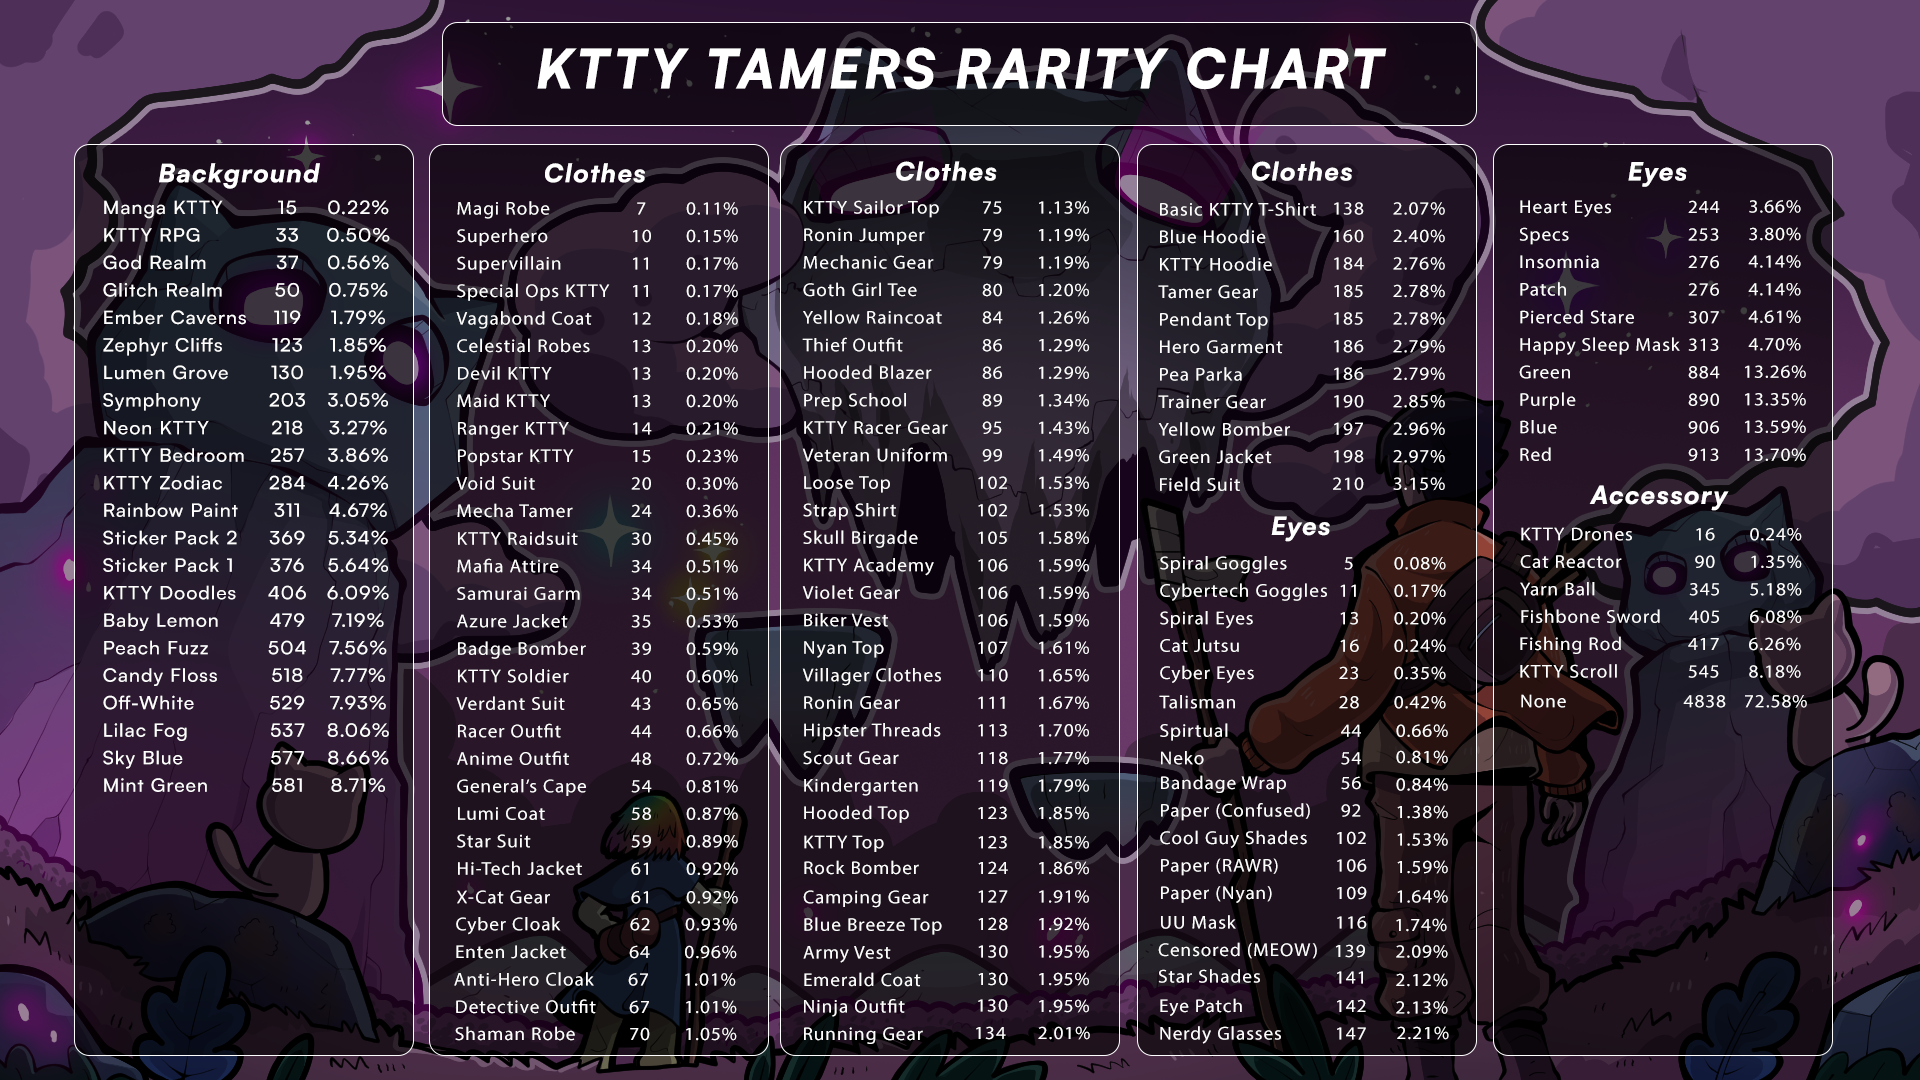 KTTY TAMERS RARITY CHART
Background
Manga KTTY 15 0.22%
KTTY RPG 33 0.50%
God Realm 37 0.56%
Glitch Realm 50 0.75%
Ember Caverns 119 1.79%
Zephyr Cliffs 123 1.85%
Lumen Grove 130 1.95%
Symphony 203 3.05%
Neon KTTY 218 3.27%
KTTY Bedroom 257 3.86%
KTTY Zodiac 284 4.26%
Rainbow Paint 311 4.67%
Sticker Pack 2 369 5.34%
Sticker Pack 1 376 5.64%
KTTY Doodles 406 6.09%
Baby Lemon 479 7.19%
Peach Fuzz 504 7.56%
Candy Floss 518 7.77%
Off-White 529 7.93%
Lilac Fog 537 8.06%
Sky Blue 577 8.66%
Mint Green 581 8.71%
Clothes
Magi Robe 7 0.11%
Superhero 10 0.15%
Supervillain 11 0.17%
Special Ops KTTY 11 0.17%
Vagabond Coat 12 0.18%
Celestial Robes 13 0.20%
Devil KTTY 13 0.20%
Maid KTTY 13 0.20%
Ranger KTTY 14 0.21%
Popstar KTTY 15 0.23%
Void Suit 20 0.30%
Mecha Tamer 24 0.36%
KTTY Raidsuit 30 0.45%
Mafia Attire 34 0.51%
Samurai Garm 34 0.51%
Azure Jacket 35 0.53%
Badge Bomber 39 0.59%
KTTY Soldier 40 0.60%
Verdant Suit 43 0.65%
Racer Outfit 44 0.66%
Anime Outfit 48 0.72%
General's Cape 54 0.81%
Lumi Coat 58 0.87%
Star Suit 59 0.89%
Hi-Tech Jacket 61 0.92%
X-Cat Gear 61 0.92%
Cyber Cloak 62 0.93%
Enten Jacket 64 0.96%
Anti-Hero Cloak 67 1.01%
Detective Outfit 67 1.01%
Shaman Robe 70 1.05%
Clothes
KTTY Sailor Top 75 1.13%
Ronin Jumper 79 1.19%
Mechanic Gear 79 1.19%
Goth Girl Tee 80 1.20%
Yellow Raincoat 84 1.26%
Thief Outfit 86 1.29%
Hooded Blazer 86 1.29%
Prep School 89 1.34%
KTTY Racer Gear 95 1.43%
Veteran Uniform 99 1.49%
Loose Top 102 1.53%
Strap Shirt 102 1.53%
Skull Birgade 105 1.58%
KTTY Academy 106 1.59%
Violet Gear 106 1.59%
Biker Vest 106 1.59%
Nyan Top 107 1.61%
Villager Clothes 110 1.65%
Ronin Gear 111 1.67%
Hipster Threads 113 1.70%
Scout Gear 118 1.77%
Kindergarten 119 1.79%
Hooded Top 123 1.85%
KTTY Top 123 1.85%
Rock Bomber 124 1.86%
Camping Gear 127 1.91%
Blue Breeze Top 128 1.92%
Army Vest 130 1.95%
Emerald Coat 130 1.95%
Ninja Outfit 130 1.95%
Running Gear 134 2.01%
Clothes
Basic KTTY T-Shirt 138 2.07%
Blue Hoodie 160 2.40%
KTTY Hoodie 184 2.76%
Tamer Gear 185 2.78%
Pendant Top 185 2.78%
Hero Garment 186 2.79%
Pea Parka 186 2.79%
Trainer Gear 190 2.85%
Yellow Bomber 197 2.96%
Green Jacket 198 2.97%
Field Suit 210 3.15%
Eyes
Spiral Goggles 5 0.08%
Cybertech Goggles 11 0.17%
Spiral Eyes 13 0.20%
Cat Jutsu 16 0.24%
Cyber Eyes 23 0.35%
Talisman 28 0.42%
Spirtual 44 0.66%
Neko 54 0.81%
Bandage Wrap 56 0.84%
Paper (Confused) 92 1.38%
Cool Guy Shades 102 1.53%
Paper (RAWR) 106 1.59%
Paper (Nyan) 109 1.64%
UU Mask 116 1.74%
Censored (MEOW) 139 2.09%
Star Shades 141 2.12%
Eye Patch 142 2.13%
Nerdy Glasses 147 2.21%
Eyes
Heart Eyes 244 3.66%
Specs 253 3.80%
Insomnia 276 4.14%
Patch 276 4.14%
Pierced Stare 307 4.61%
Happy Sleep Mask 313 4.70%
Green 884 13.26%
Purple 890 13.35%
Blue 906 13.59%
Red 913 13.70%
Accessory
KTTY Drones 16 0.24%
Cat Reactor 90 1.35%
Yarn Ball 345 5.18%
Fishbone Sword 405 6.08%
Fishing Rod 417 6.26%
KTTY Scroll 545 8.18%
None 4838 72.58%